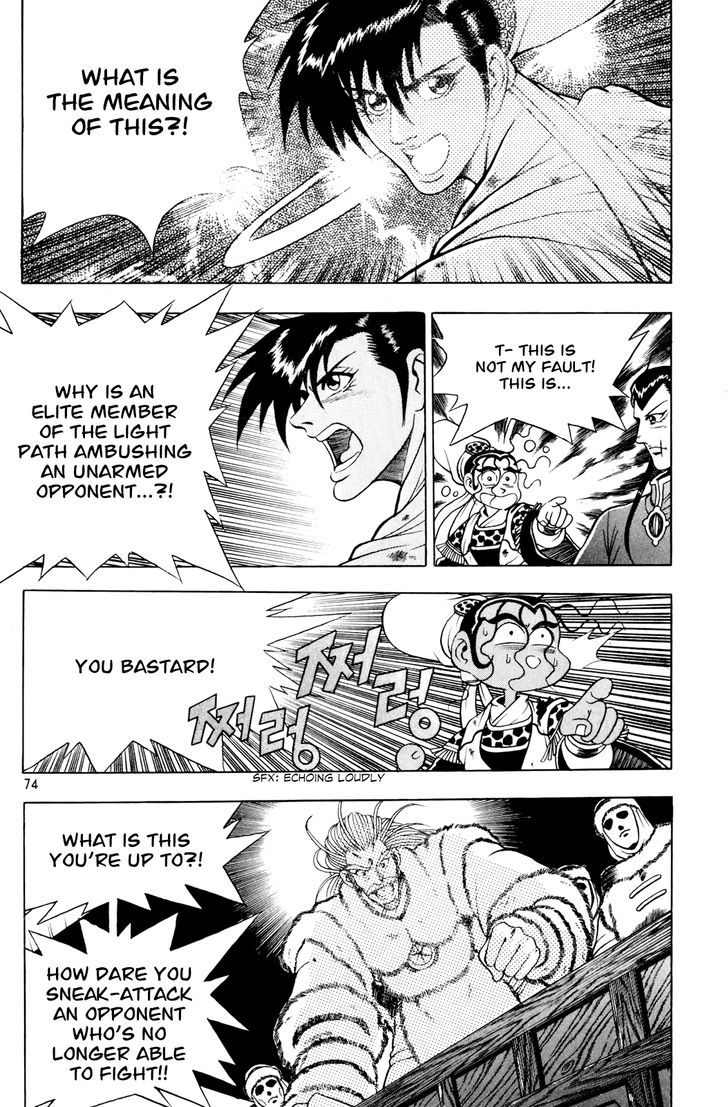 WHAT IS
THE MEANING
OF THIS?!
WHY IS AN
ELITE MEMBER
OF THE LIGHT
PATH AMBUSHING
AN UNARMED
OPPONENT...?!
T- THIS IS
NOT MY FAULT!
THIS IS...
YOU BASTARD!
쩌렁
쩌렁
SFX: ECHOING LOUDLY
74
WHAT IS THIS
YOU'RE UP TO?!
HOW DARE YOU
SNEAK-ATTACK
AN OPPONENT
WHO'S NO
LONGER ABLE
TO FIGHT!!